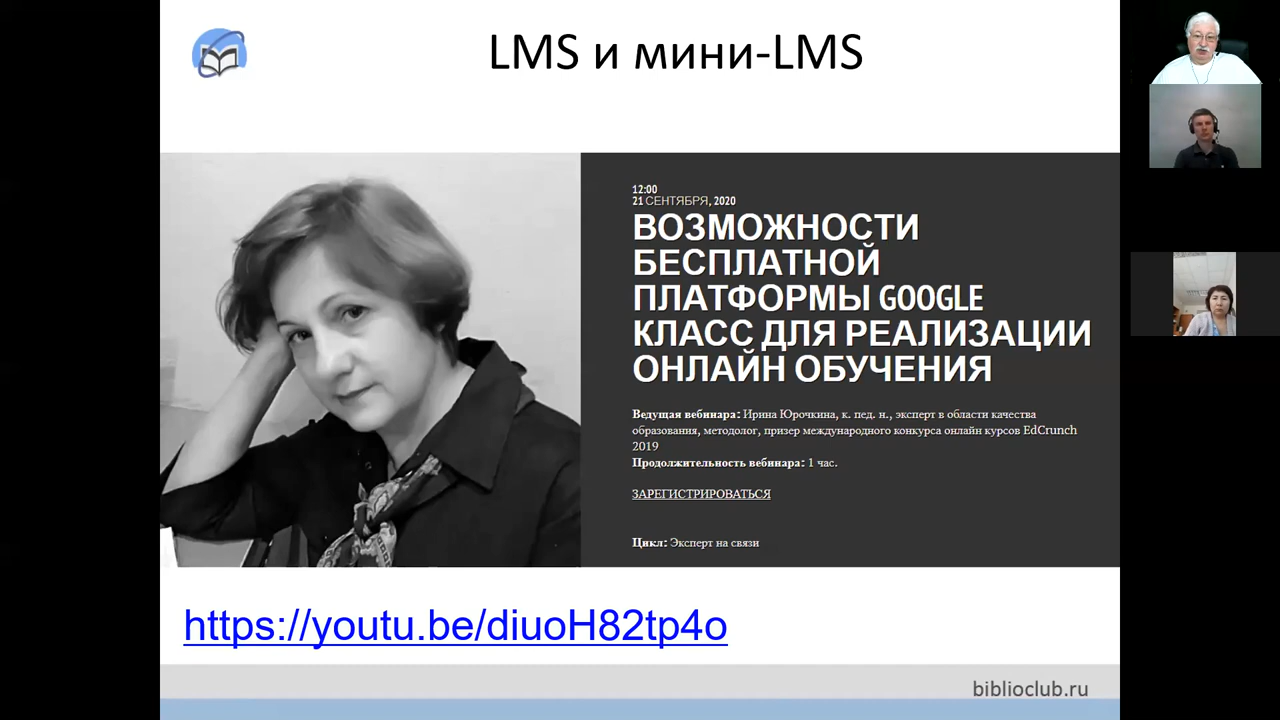 LMS и мини-LMS
12:00
21 СЕНТЯБРЯ, 2020
ВОЗМОЖНОСТИ
БЕСПЛАТНОЙ
ПЛАТФОРМЫ GOOGLE
КЛАСС ДЛЯ РЕАЛИЗАЦИИ
ОНЛАЙН ОБУЧЕНИЯ
Ведущая вебинара: Ирина Юрочкина, к. пед. н., эксперт в области качества
образования, методолог, призер международного конкурса онлайн курсов EdCrunch
2019
Продолжительность вебинара: 1 час.
ЗАРЕГИСТРИРОВАТЬСЯ
Цикл: Эксперт на связи
https://youtu.be/diuoH82tp4o
biblioclub.ru